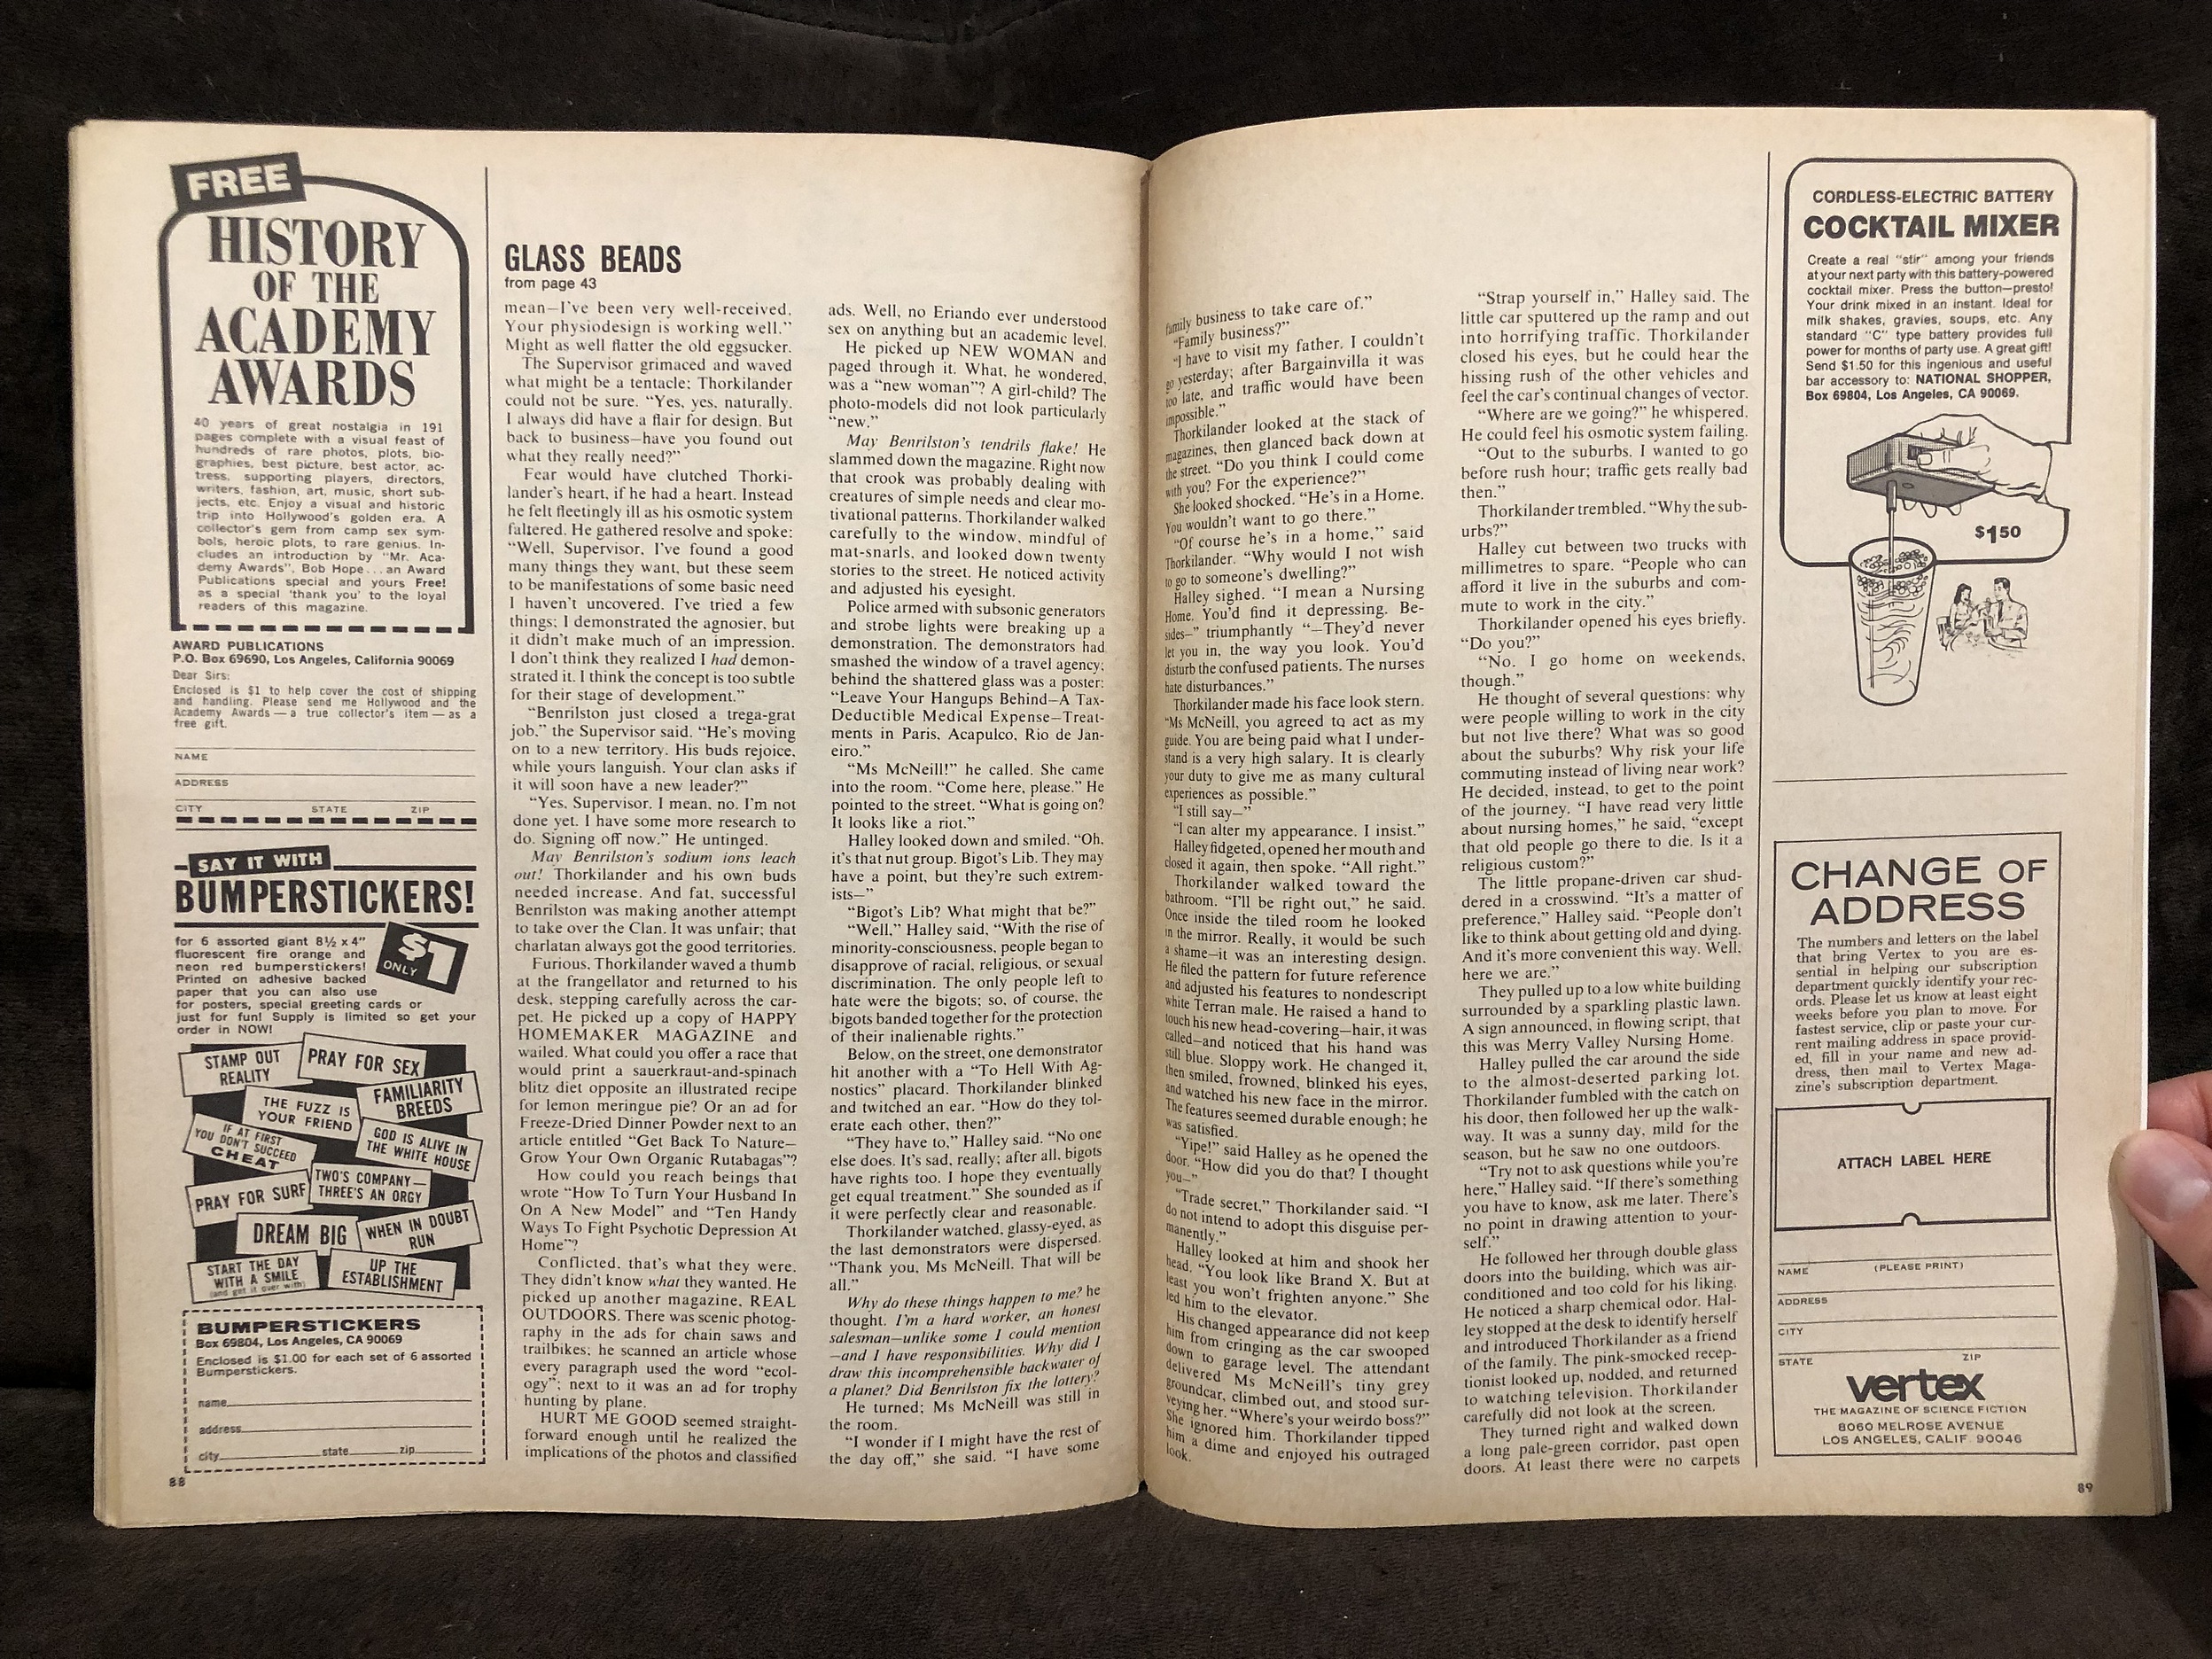 FREE
HISTORY
OF THE
ACADEMY
AWARDS
40 years of great nostalgia in 191
pages complete with a visual feast of
hundreds of rare photos, plots, bio-
graphies, best picture, best actor, ac-
tress, supporting players, directors,
writers, fashion, art, music, short sub-
jects, etc. Enjoy a visual and historic
trip into Hollywood's golden era. A
collector's gem from camp sex sym-
bols, heroic plots, to rare genius. In-
cludes an introduction by "Mr. Aca-
demy Awards", Bob Hope . . . an Award
Publications special and yours Free!
as a special 'thank you' to the loyal
readers of this magazine.
AWARD PUBLICATIONS
P.O. Box 69690, Los Angeles, California 90069
Dear Sirs:
Enclosed is $1 to help cover the cost of shipping
and handling. Please send me Hollywood and the
Academy Awards — a true collector's item — as a
free gift.
NAME
ADDRESS
CITY STATE ZIP
SAY IT WITH
BUMPERSTICKERS!
for 6 assorted giant 8½ x 4"
fluorescent fire orange and
neon red bumperstickers!
Printed on adhesive backed
paper that you can also use
for posters, special greeting cards or
just for fun! Supply is limited so get your
order in NOW!
ONLY $1
STAMP OUT
REALITY
PRAY FOR SEX
FAMILIARITY
BREEDS
THE FUZZ IS
YOUR FRIEND
IF AT FIRST
YOU DON'T SUCCEED
CHEAT
GOD IS ALIVE IN
THE WHITE HOUSE
TWO'S COMPANY—
THREE'S AN ORGY
PRAY FOR SURF
DREAM BIG
WHEN IN DOUBT
RUN
START THE DAY
WITH A SMILE
(and get it over with)
UP THE
ESTABLISHMENT
BUMPERSTICKERS
Box 69804, Los Angeles, CA 90069
Enclosed is $1.00 for each set of 6 assorted
Bumperstickers.
name
address
city state zip
88
GLASS BEADS
from page 43
mean—I've been very well-received.
Your physiodesign is working well."
Might as well flatter the old eggsucker.
The Supervisor grimaced and waved
what might be a tentacle; Thorkilander
could not be sure. "Yes, yes, naturally.
I always did have a flair for design. But
back to business—have you found out
what they really need?"
Fear would have clutched Thorki-
lander's heart, if he had a heart. Instead
he felt fleetingly ill as his osmotic system
faltered. He gathered resolve and spoke:
"Well, Supervisor, I've found a good
many things they want, but these seem
to be manifestations of some basic need
I haven't uncovered. I've tried a few
things; I demonstrated the agnosier, but
it didn't make much of an impression.
I don't think they realized I had demon-
strated it. I think the concept is too subtle
for their stage of development."
"Benrilston just closed a trega-grat
job," the Supervisor said. "He's moving
on to a new territory. His buds rejoice,
while yours languish. Your clan asks if
it will soon have a new leader?"
"Yes, Supervisor. I mean, no. I'm not
done yet. I have some more research to
do. Signing off now." He untinged.
May Benrilston's sodium ions leach
out! Thorkilander and his own buds
needed increase. And fat, successful
Benrilston was making another attempt
to take over the Clan. It was unfair; that
charlatan always got the good territories.
Furious, Thorkilander waved a thumb
at the frangellator and returned to his
desk, stepping carefully across the car-
pet. He picked up a copy of HAPPY
HOMEMAKER MAGAZINE and
wailed. What could you offer a race that
would print a sauerkraut-and-spinach
blitz diet opposite an illustrated recipe
for lemon meringue pie? Or an ad for
Freeze-Dried Dinner Powder next to an
article entitled "Get Back To Nature—
Grow Your Own Organic Rutabagas"?
How could you reach beings that
wrote "How To Turn Your Husband In
On A New Model" and "Ten Handy
Ways To Fight Psychotic Depression At
Home"?
Conflicted, that's what they were.
They didn't know what they wanted. He
picked up another magazine, REAL
OUTDOORS. There was scenic photog-
raphy in the ads for chain saws and
trailbikes; he scanned an article whose
every paragraph used the word "ecol-
ogy"; next to it was an ad for trophy
hunting by plane.
HURT ME GOOD seemed straight-
forward enough until he realized the
implications of the photos and classified
ads. Well, no Eriando ever understood
sex on anything but an academic level.
He picked up NEW WOMAN and
paged through it. What, he wondered,
was a "new woman"? A girl-child? The
photo-models did not look particularly
"new."
May Benrilston's tendrils flake! He
slammed down the magazine. Right now
that crook was probably dealing with
creatures of simple needs and clear mo-
tivational patterns. Thorkilander walked
carefully to the window, mindful of
mat-snarls, and looked down twenty
stories to the street. He noticed activity
and adjusted his eyesight.
Police armed with subsonic generators
and strobe lights were breaking up a
demonstration. The demonstrators had
smashed the window of a travel agency;
behind the shattered glass was a poster:
"Leave Your Hangups Behind—A Tax-
Deductible Medical Expense—Treat-
ments in Paris, Acapulco, Rio de Jan-
eiro."
"Ms McNeill!" he called. She came
into the room. "Come here, please." He
pointed to the street. "What is going on?
It looks like a riot."
Halley looked down and smiled. "Oh,
it's that nut group. Bigot's Lib. They may
have a point, but they're such extrem-
ists—"
"Bigot's Lib? What might that be?"
"Well," Halley said, "With the rise of
minority-consciousness, people began to
disapprove of racial, religious, or sexual
discrimination. The only people left to
hate were the bigots; so, of course, the
bigots banded together for the protection
of their inalienable rights."
Below, on the street, one demonstrator
hit another with a "To Hell With Ag-
nostics" placard. Thorkilander blinked
and twitched an ear. "How do they tol-
erate each other, then?"
"They have to," Halley said. "No one
else does. It's sad, really; after all, bigots
have rights too. I hope they eventually
get equal treatment." She sounded as if
it were perfectly clear and reasonable.
Thorkilander watched, glassy-eyed, as
the last demonstrators were dispersed.
"Thank you, Ms McNeill. That will be
all."
Why do these things happen to me? he
thought. I'm a hard worker, an honest
salesman—unlike some I could mention
—and I have responsibilities. Why did I
draw this incomprehensible backwater of
a planet? Did Benrilston fix the lottery?
He turned; Ms McNeill was still in
the room.
"I wonder if I might have the rest of
the day off," she said. "I have some
family business to take care of."
"Family business?"
"I have to visit my father. I couldn't
go yesterday; after Bargainvilla it was
too late, and traffic would have been
impossible."
Thorkilander looked at the stack of
magazines, then glanced back down at
the street. "Do you think I could come
with you? For the experience?"
She looked shocked. "He's in a Home.
You wouldn't want to go there."
"Of course he's in a home," said
Thorkilander. "Why would I not wish
to go to someone's dwelling?"
Halley sighed. "I mean a Nursing
Home. You'd find it depressing. Be-
sides—" triumphantly "—They'd never
let you in, the way you look. You'd
disturb the confused patients. The nurses
hate disturbances."
Thorkilander made his face look stern.
"Ms McNeill, you agreed to act as my
guide. You are being paid what I under-
stand is a very high salary. It is clearly
your duty to give me as many cultural
experiences as possible."
"I still say—"
"I can alter my appearance. I insist."
Halley fidgeted, opened her mouth and
closed it again, then spoke. "All right."
Thorkilander walked toward the
bathroom. "I'll be right out," he said.
Once inside the tiled room he looked
in the mirror. Really, it would be such
a shame—it was an interesting design.
He filed the pattern for future reference
and adjusted his features to nondescript
white Terran male. He raised a hand to
touch his new head-covering—hair, it was
called—and noticed that his hand was
still blue. Sloppy work. He changed it,
then smiled, frowned, blinked his eyes,
and watched his new face in the mirror.
The features seemed durable enough; he
was satisfied.
"Yipe!" said Halley as he opened the
door. "How did you do that? I thought
you—"
"Trade secret," Thorkilander said. "I
do not intend to adopt this disguise per-
manently."
Halley looked at him and shook her
head. "You look like Brand X. But at
least you won't frighten anyone." She
led him to the elevator.
His changed appearance did not keep
him from cringing as the car swooped
down to garage level. The attendant
delivered Ms McNeill's tiny grey
groundcar, climbed out, and stood sur-
veying her. "Where's your weirdo boss?"
She ignored him. Thorkilander tipped
him a dime and enjoyed his outraged
look.
"Strap yourself in," Halley said. The
little car sputtered up the ramp and out
into horrifying traffic. Thorkilander
closed his eyes, but he could hear the
hissing rush of the other vehicles and
feel the car's continual changes of vector.
"Where are we going?" he whispered.
He could feel his osmotic system failing.
"Out to the suburbs. I wanted to go
before rush hour; traffic gets really bad
then."
Thorkilander trembled. "Why the sub-
urbs?"
Halley cut between two trucks with
millimetres to spare. "People who can
afford it live in the suburbs and com-
mute to work in the city."
Thorkilander opened his eyes briefly.
"Do you?"
"No. I go home on weekends,
though."
He thought of several questions: why
were people willing to work in the city
but not live there? What was so good
about the suburbs? Why risk your life
commuting instead of living near work?
He decided, instead, to get to the point
of the journey. "I have read very little
about nursing homes," he said, "except
that old people go there to die. Is it a
religious custom?"
The little propane-driven car shud-
dered in a crosswind. "It's a matter of
preference," Halley said. "People don't
like to think about getting old and dying.
And it's more convenient this way. Well,
here we are."
They pulled up to a low white building
surrounded by a sparkling plastic lawn.
A sign announced, in flowing script, that
this was Merry Valley Nursing Home.
Halley pulled the car around the side
to the almost-deserted parking lot.
Thorkilander fumbled with the catch on
his door, then followed her up the walk-
way. It was a sunny day, mild for the
season, but he saw no one outdoors.
"Try not to ask questions while you're
here," Halley said. "If there's something
you have to know, ask me later. There's
no point in drawing attention to your-
self."
He followed her through double glass
doors into the building, which was air-
conditioned and too cold for his liking.
He noticed a sharp chemical odor. Hal-
ley stopped at the desk to identify herself
and introduced Thorkilander as a friend
of the family. The pink-smocked recep-
tionist looked up, nodded, and returned
to watching television. Thorkilander
carefully did not look at the screen.
They turned right and walked down
a long pale-green corridor, past open
doors. At least there were no carpets
CORDLESS-ELECTRIC BATTERY
COCKTAIL MIXER
Create a real "stir" among your friends
at your next party with this battery-powered
cocktail mixer. Press the button—presto!
Your drink mixed in an instant. Ideal for
milk shakes, gravies, soups, etc. Any
standard "C" type battery provides full
power for months of party use. A great gift!
Send $1.50 for this ingenious and useful
bar accessory to: NATIONAL SHOPPER,
Box 69804, Los Angeles, CA 90069.
$150
CHANGE OF
ADDRESS
The numbers and letters on the label
that bring Vertex to you are es-
sential in helping our subscription
department quickly identify your rec-
ords. Please let us know at least eight
weeks before you plan to move. For
fastest service, clip or paste your cur-
rent mailing address in space provid-
ed, fill in your name and new ad-
dress, then mail to Vertex Maga-
zine's subscription department.
ATTACH LABEL HERE
NAME (PLEASE PRINT)
ADDRESS
CITY
STATE ZIP
vertex
THE MAGAZINE OF SCIENCE FICTION
8060 MELROSE AVENUE
LOS ANGELES, CALIF. 90046
89